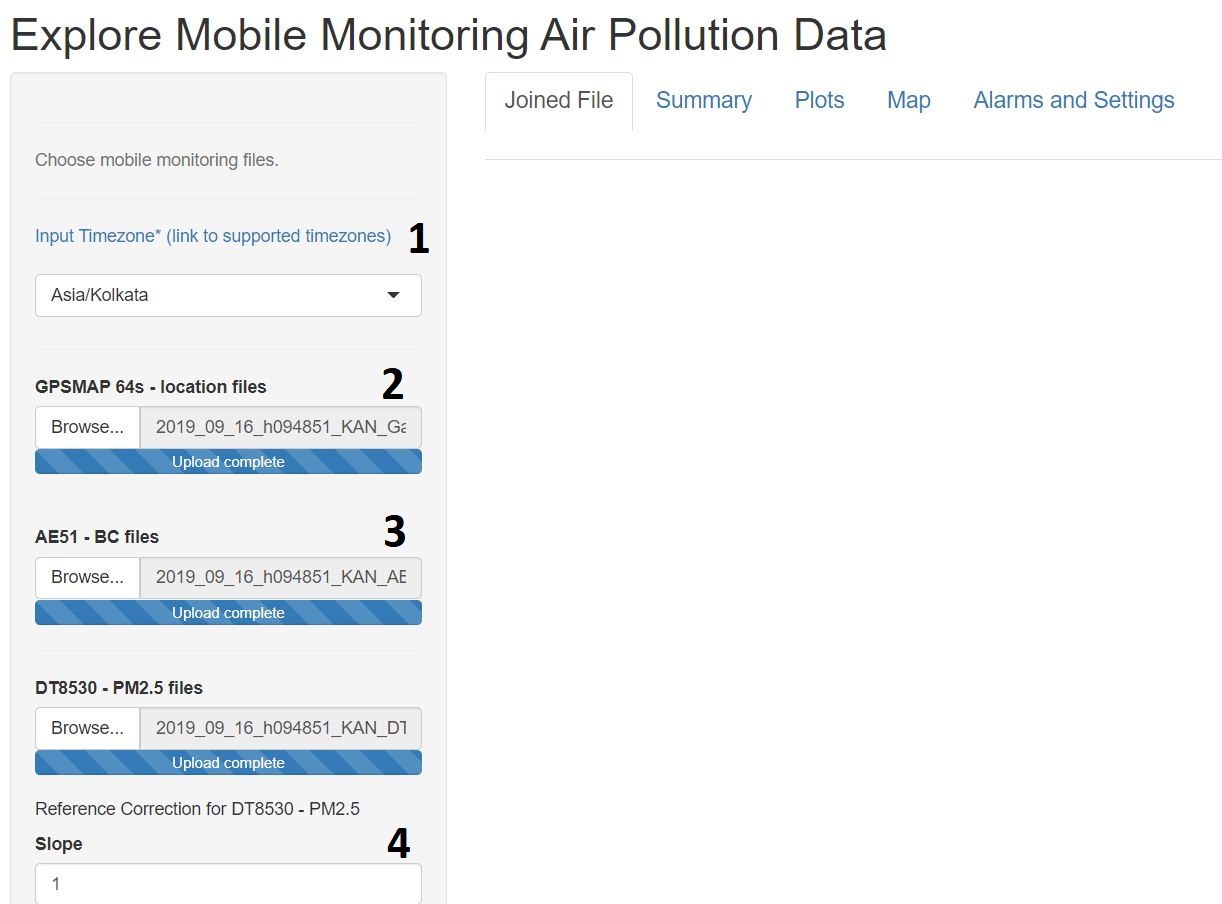 Explore Mobile Monitoring Air Pollution Data
Joined File Summary Plots Map Alarms and Settings
Choose mobile monitoring files.
Input Timezone* (link to supported timezones) 1
Asia/Kolkata
GPSMAP 64s - location files 2
Browse... 2019_09_16_h094851_KAN_Ga
Upload complete
AE51 - BC files 3
Browse... 2019_09_16_h094851_KAN_AE
Upload complete
DT8530 - PM2.5 files
Browse... 2019_09_16_h094851_KAN_DT
Upload complete
Reference Correction for DT8530 - PM2.5
Slope 4
1